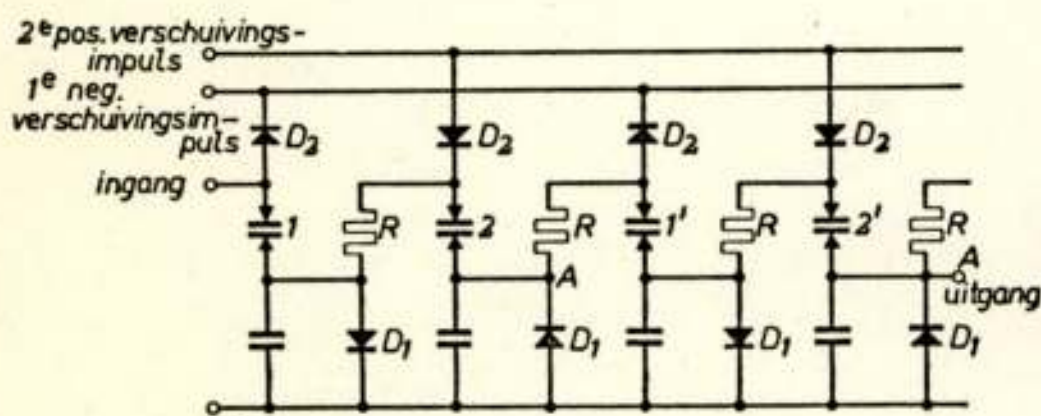 2e pos. verschuivings-
impuls
1e neg.
verschuivingsim-
puls
D2 D2 D2 D2
ingang
1 R 2 R 1' R 2' R
A A
uitgang
D1 D1 D1 D1